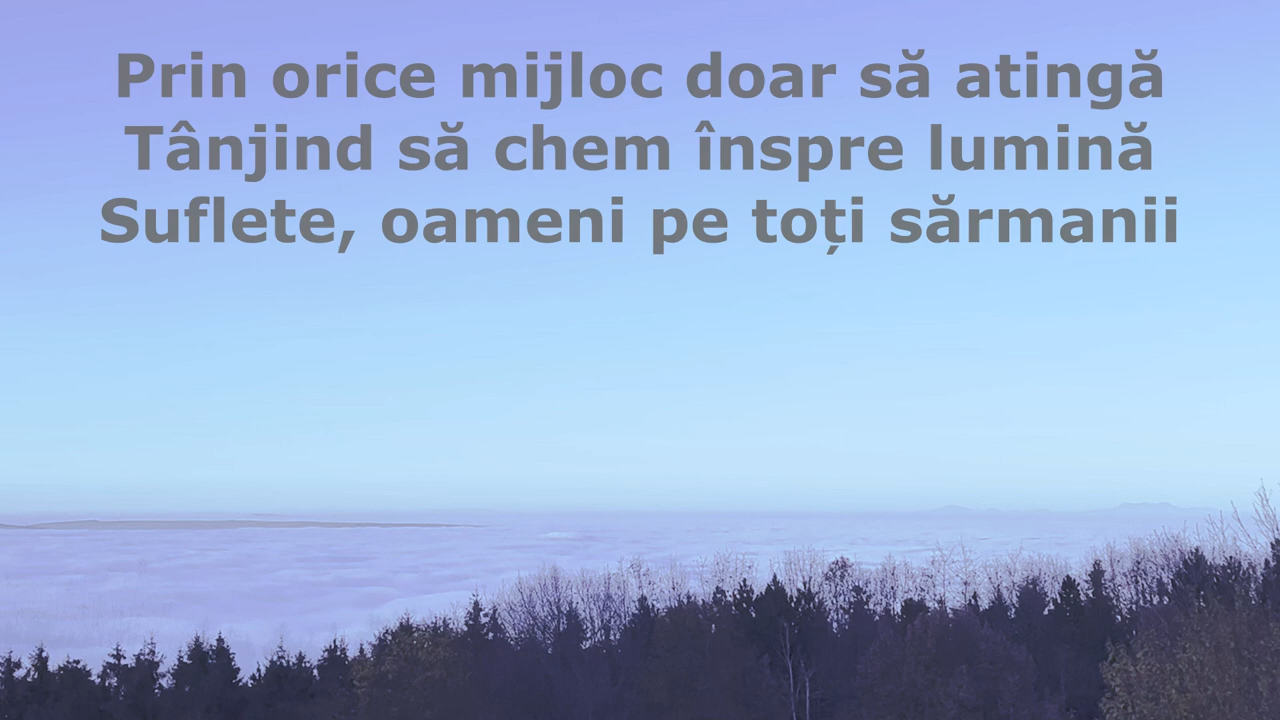 Prin orice mijloc doar să atingă
Tânjind să chem înspre lumină
Suflete, oameni pe toți sărmanii